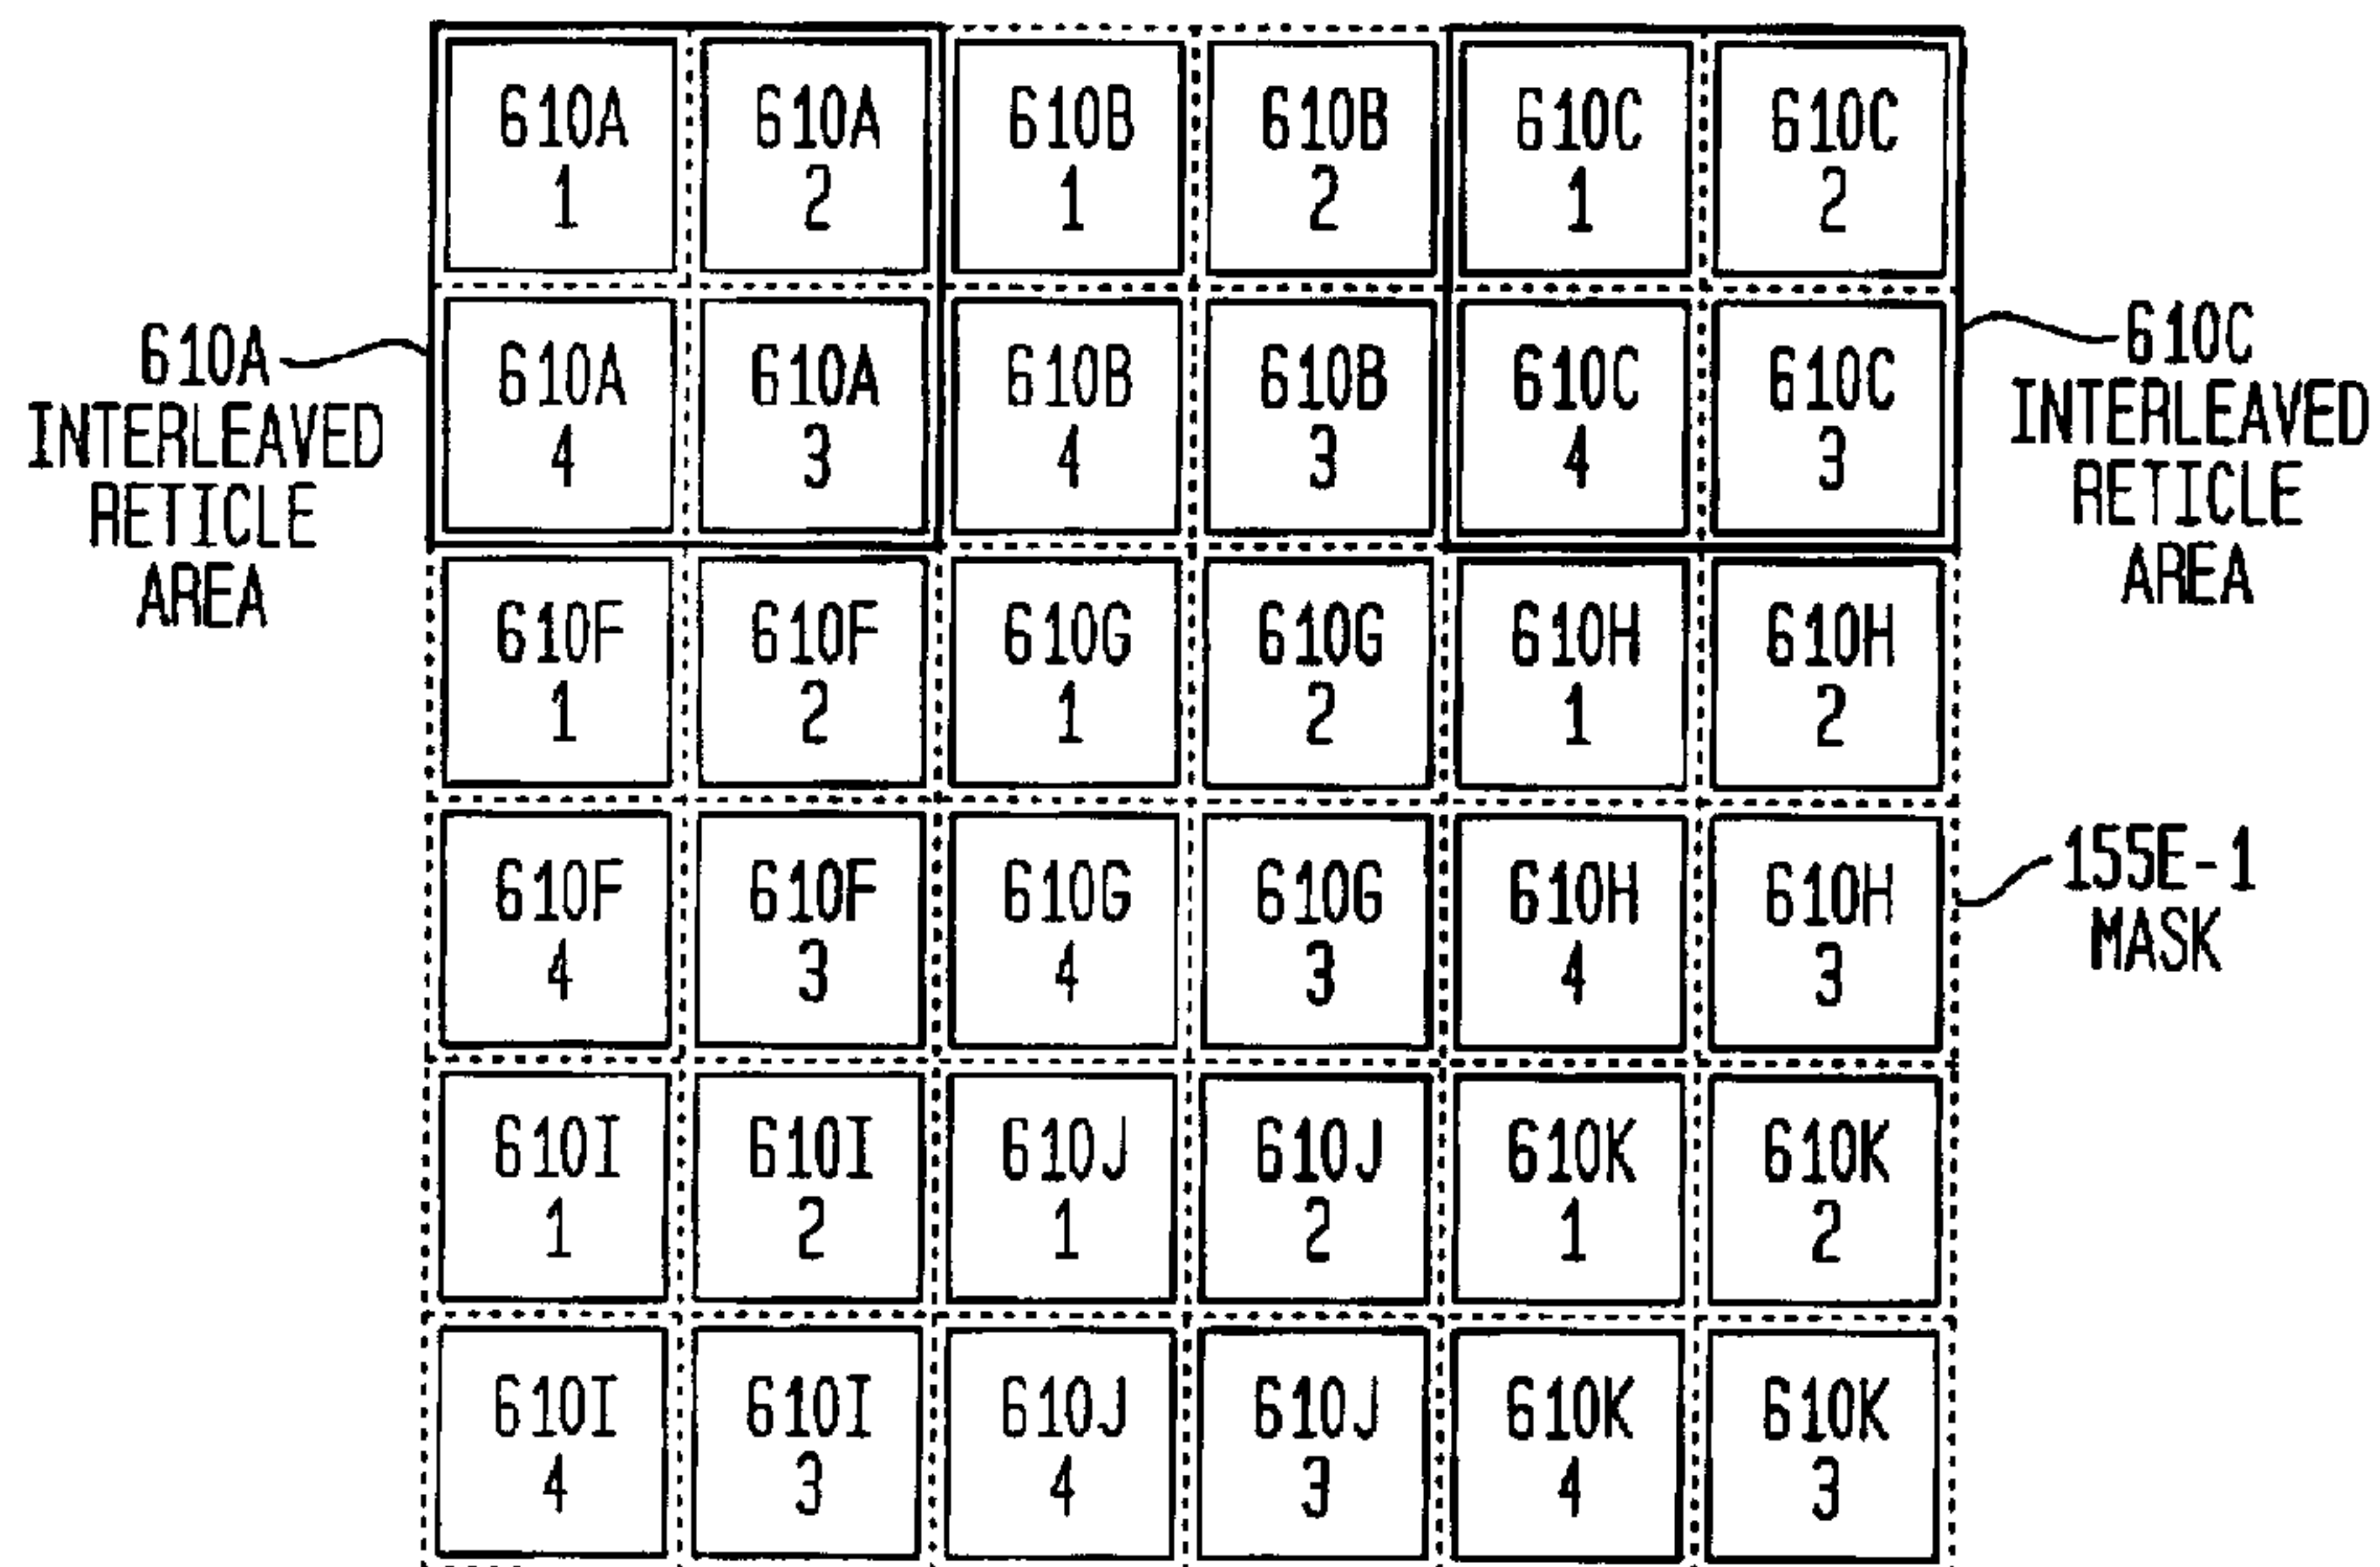 610A 610A 610B 610B 610C 610C
1 2 1 2 1 2
610A 610A 610B 610B 610C 610C
4 3 4 3 4 3
610A
INTERLEAVED
RETICLE
AREA
610C
INTERLEAVED
RETICLE
AREA
610F 610F 610G 610G 610H 610H
1 2 1 2 1 2
610F 610F 610G 610G 610H 610H
4 3 4 3 4 3
155E-1
MASK
610I 610I 610J 610J 610K 610K
1 2 1 2 1 2
610I 610I 610J 610J 610K 610K
4 3 4 3 4 3